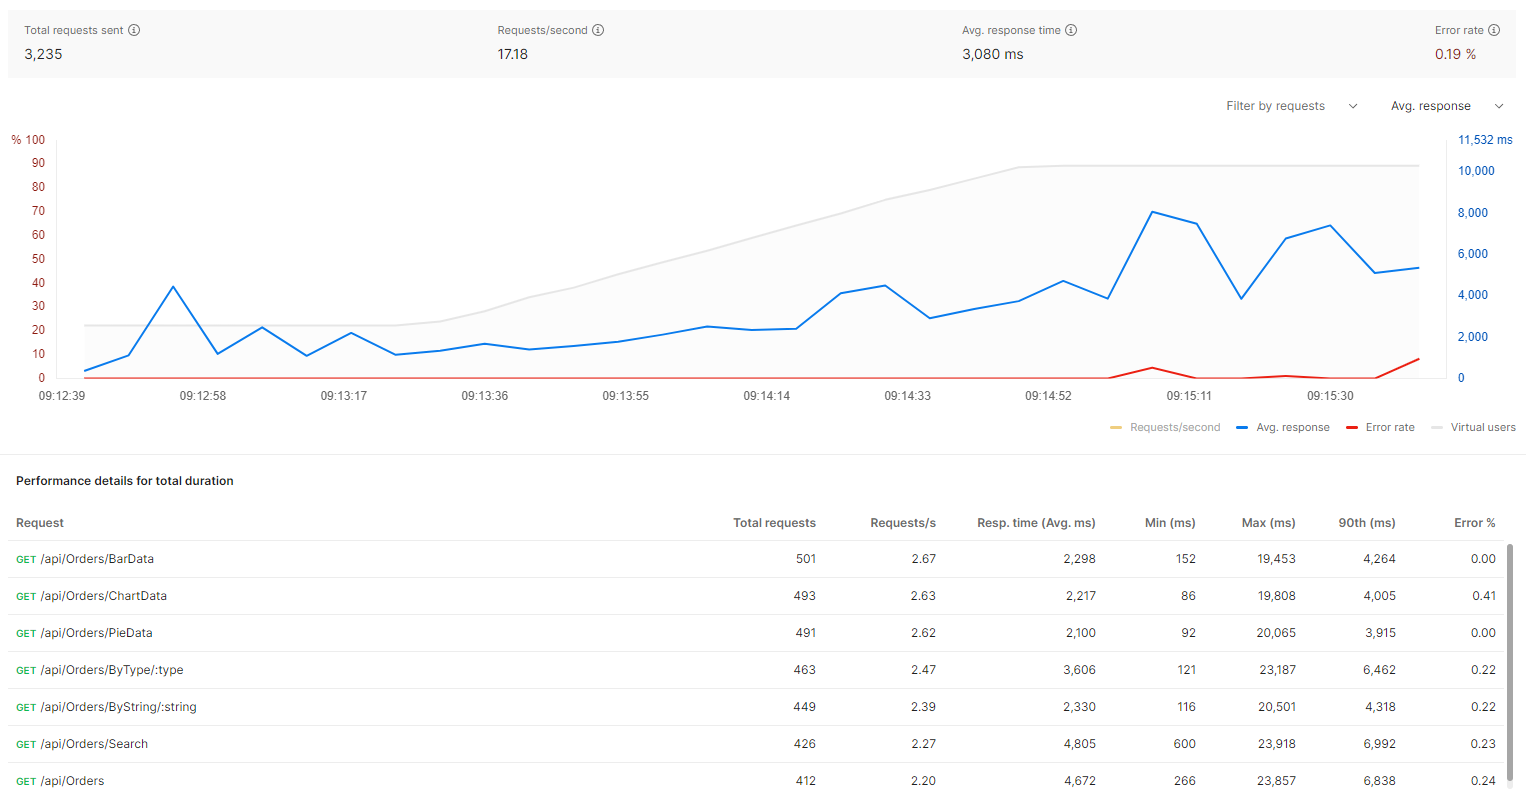 Total requests sent Requests/second Avg. response time Error rate
3,235 17.18 3,080 ms 0.19 %
Filter by requests Avg. response
% 100 11,532 ms
90 10,000
80
70 8,000
60 6,000
50
40 4,000
30
20 2,000
10
0 0
09:12:39 09:12:58 09:13:17 09:13:36 09:13:55 09:14:14 09:14:33 09:14:52 09:15:11 09:15:30
Requests/second Avg. response Error rate Virtual users
Performance details for total duration
Request Total requests Requests/s Resp. time (Avg. ms) Min (ms) Max (ms) 90th (ms) Error %
GET /api/Orders/BarData 501 2.67 2,298 152 19,453 4,264 0.00
GET /api/Orders/ChartData 493 2.63 2,217 86 19,808 4,005 0.41
GET /api/Orders/PieData 491 2.62 2,100 92 20,065 3,915 0.00
GET /api/Orders/ByType/:type 463 2.47 3,606 121 23,187 6,462 0.22
GET /api/Orders/ByString/:string 449 2.39 2,330 116 20,501 4,318 0.22
GET /api/Orders/Search 426 2.27 4,805 600 23,918 6,992 0.23
GET /api/Orders 412 2.20 4,672 266 23,857 6,838 0.24